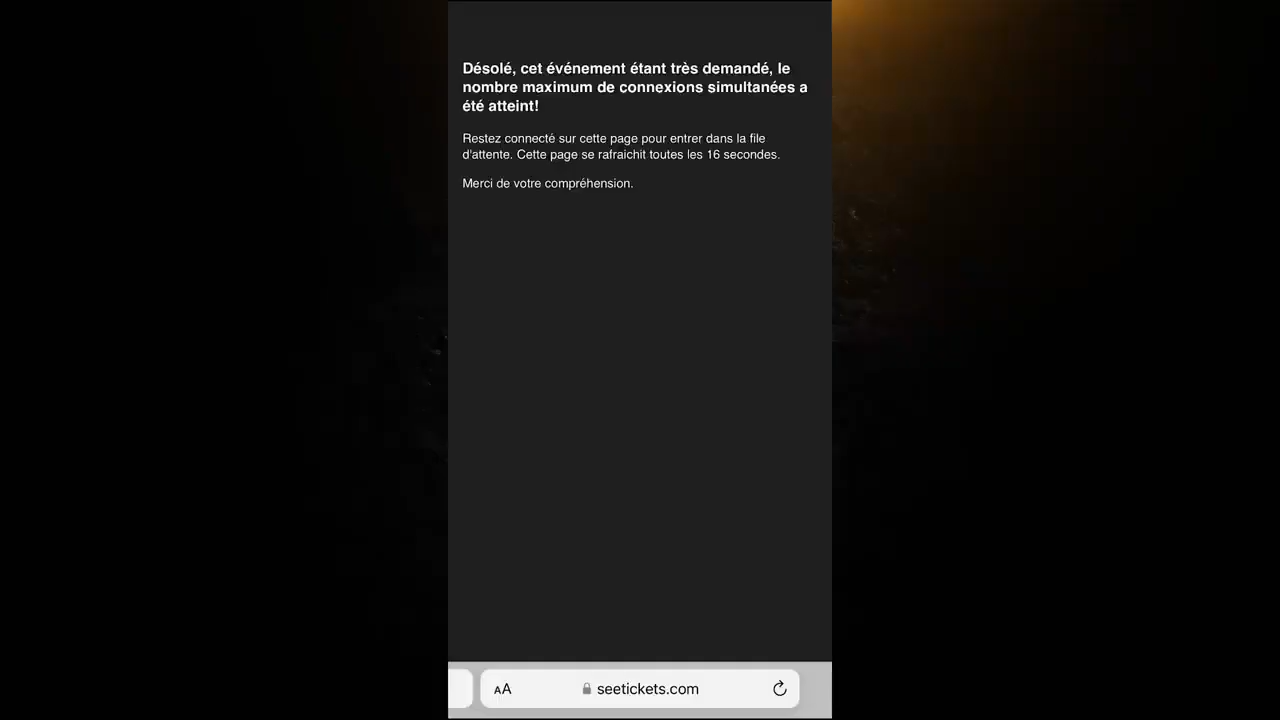 Désolé, cet événement étant très demandé, le
nombre maximum de connexions simultanées a
été atteint!
Restez connecté sur cette page pour entrer dans la file
d'attente. Cette page se rafraichit toutes les 16 secondes.
Merci de votre compréhension.
AA seetickets.com